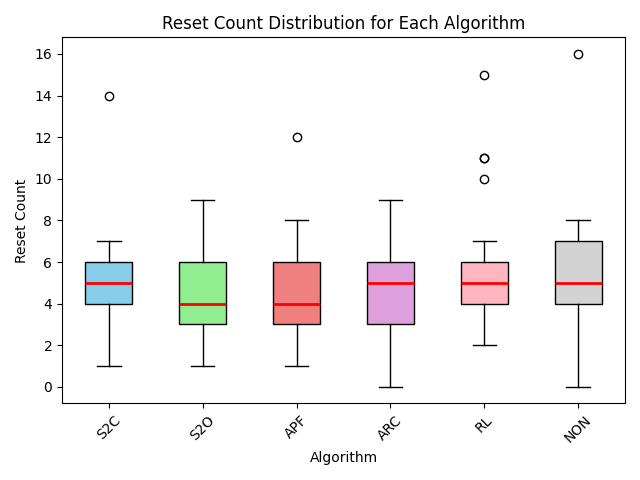 Reset Count Distribution for Each Algorithm
Reset Count
16
14
12
10
8
6
4
2
0
S2C
S2O
APF
ARC
RL
NON
Algorithm